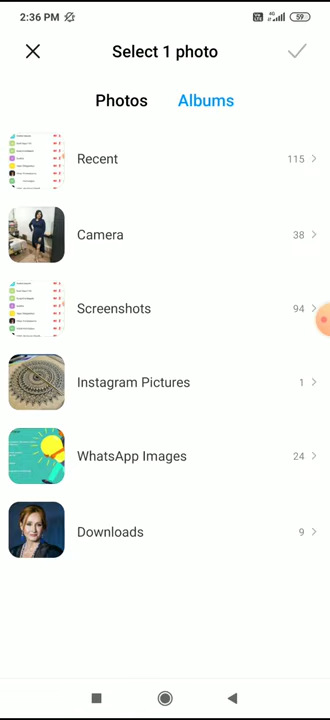 2:36 PM
4G
59
Select 1 photo
Photos Albums
Recent 115
Camera 38
Screenshots 94
Instagram Pictures 1
WhatsApp Images 24
Downloads 9